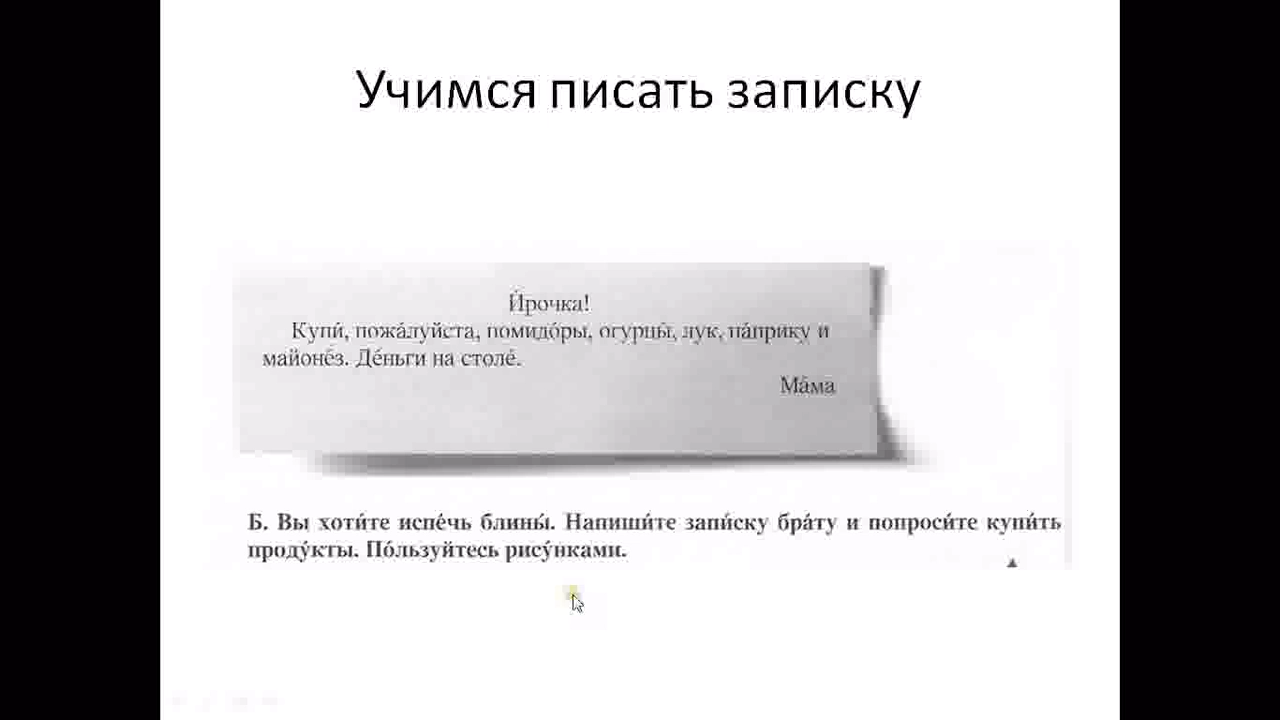 Учимся писать записку
И́рочка!
Купи́, пожа́луйста, помидо́ры, огурцы́, лук, па́прику и
майоне́з. Де́ньги на столе́.
Ма́ма
Б. Вы хоти́те испе́чь блины́. Напиши́те запи́ску бра́ту и попроси́те купи́ть
проду́кты. По́льзуйтесь рису́нками.